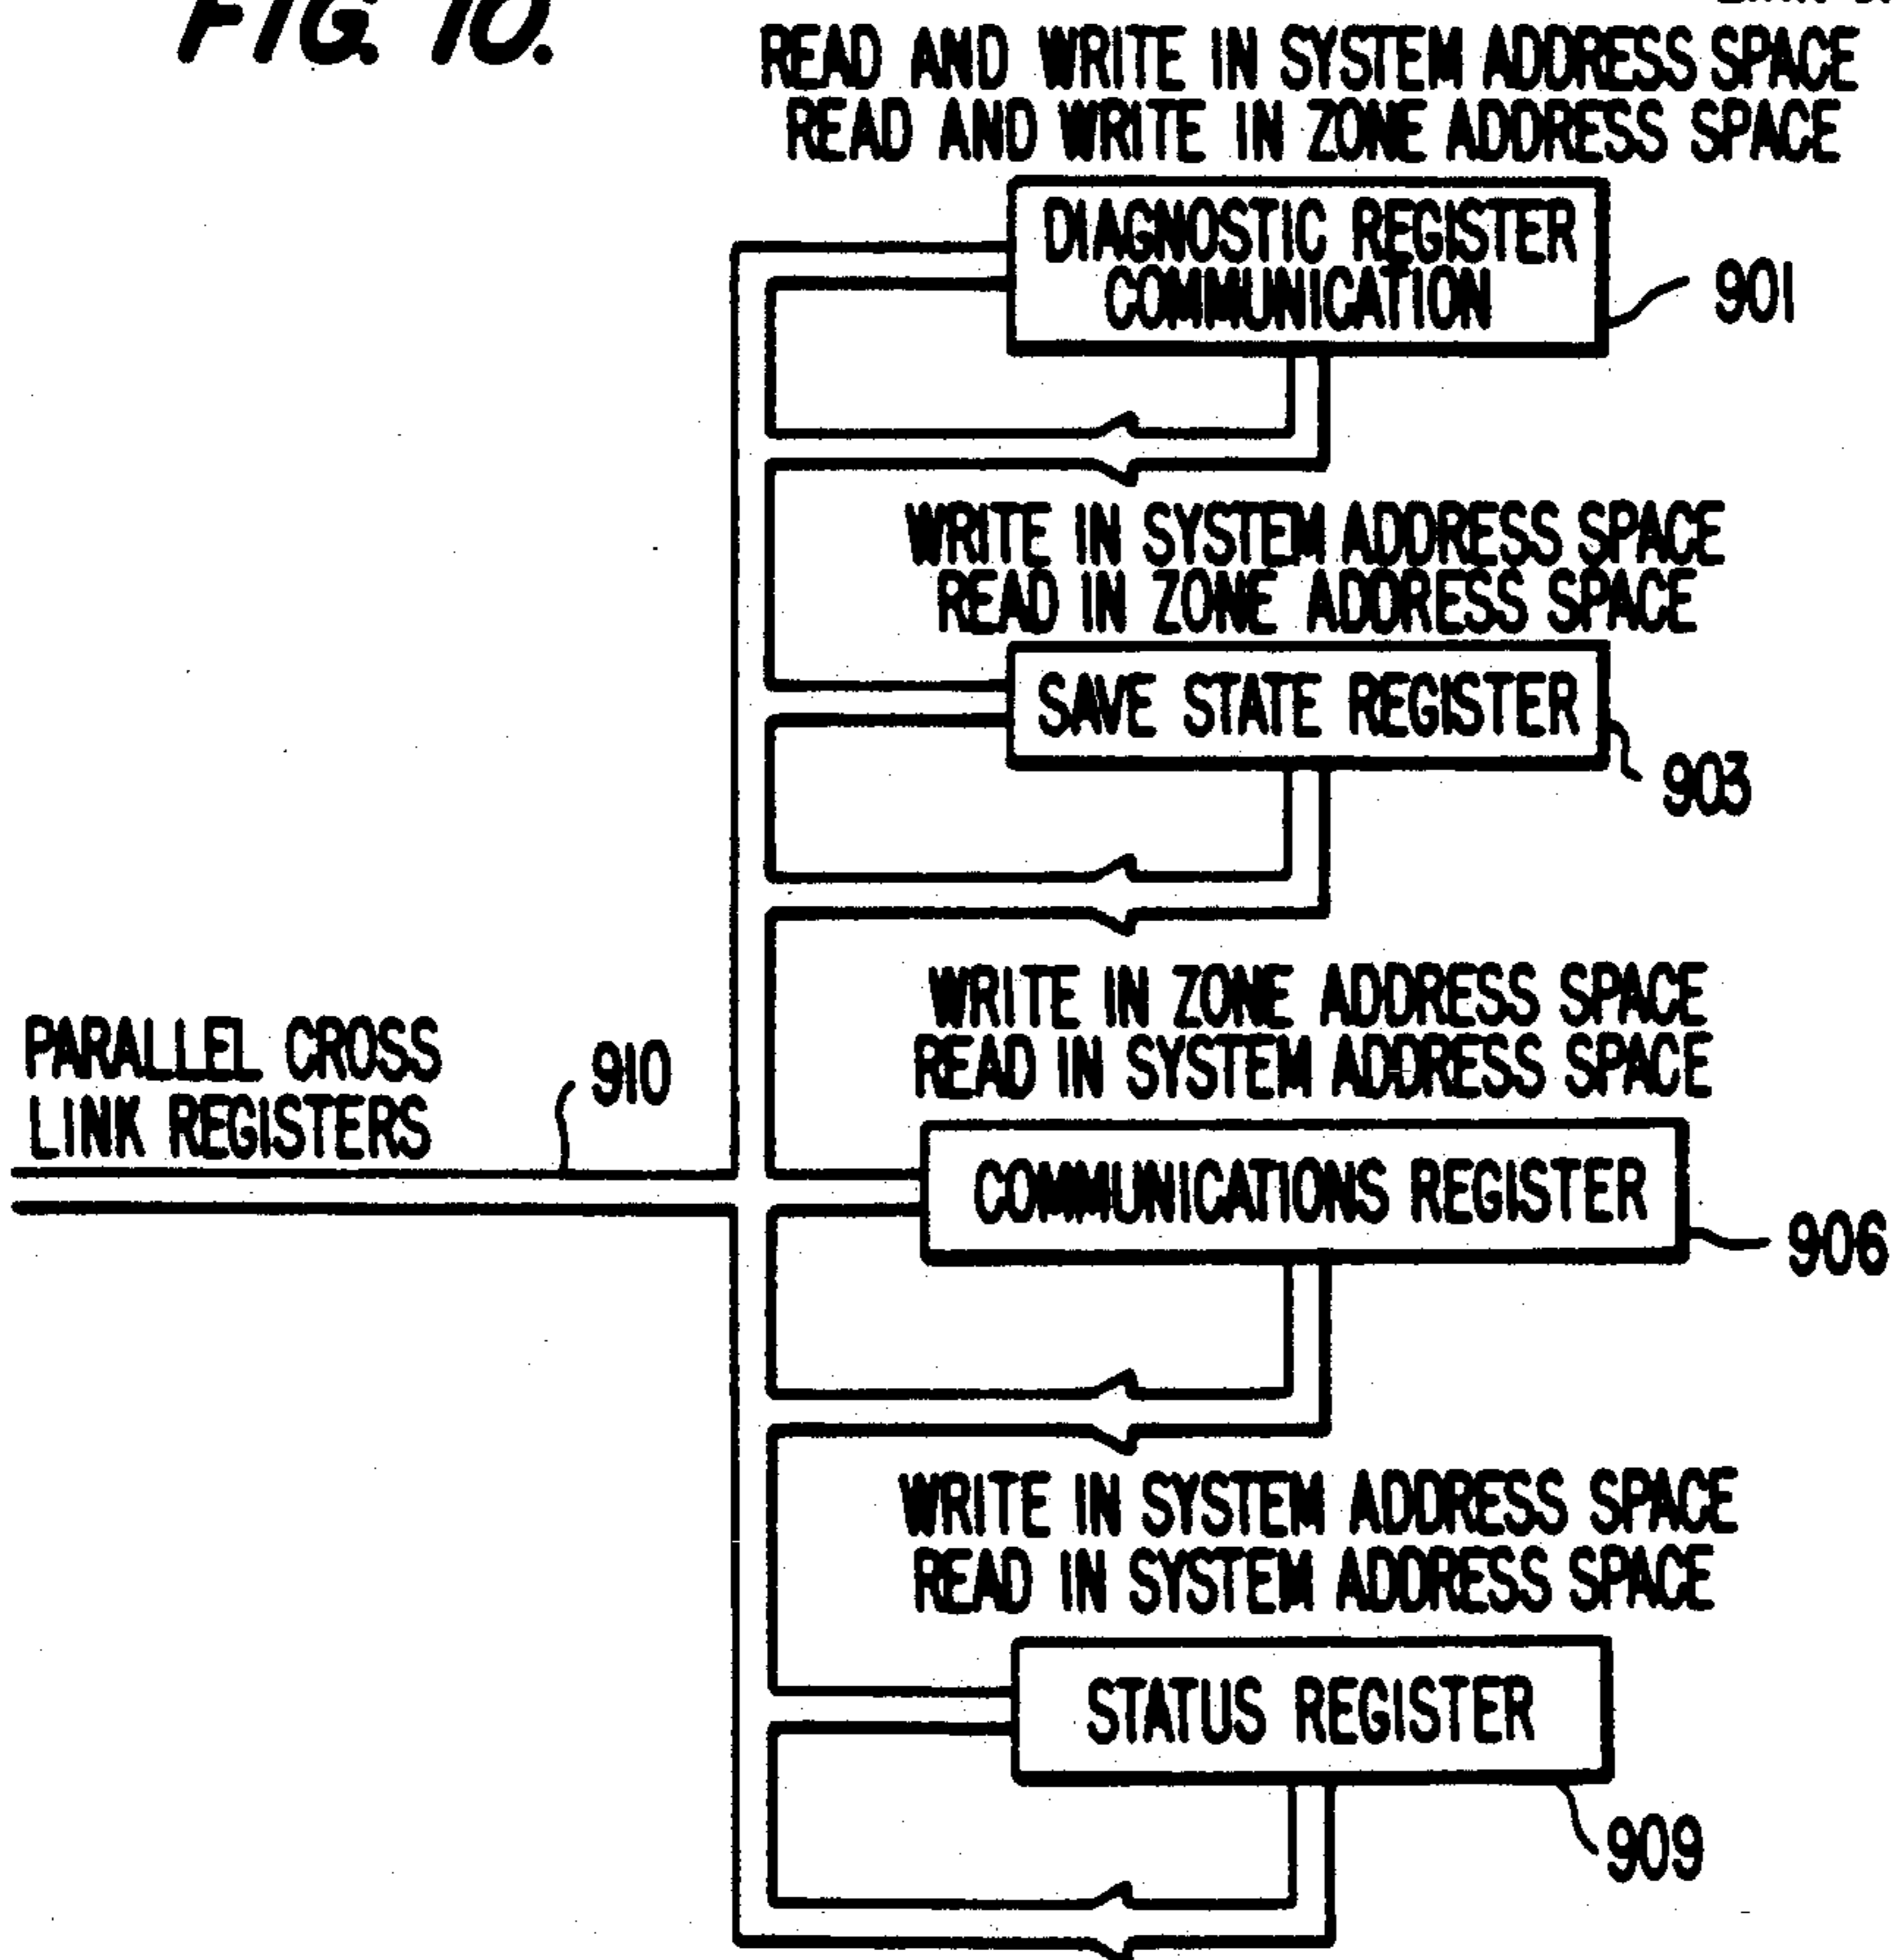 FIG. 10.
READ AND WRITE IN SYSTEM ADDRESS SPACE
READ AND WRITE IN ZONE ADDRESS SPACE
DIAGNOSTIC REGISTER
COMMUNICATION
901
WRITE IN SYSTEM ADDRESS SPACE
READ IN ZONE ADDRESS SPACE
SAVE STATE REGISTER
903
WRITE IN ZONE ADDRESS SPACE
READ IN SYSTEM ADDRESS SPACE
PARALLEL CROSS
LINK REGISTERS
910
COMMUNICATIONS REGISTER
906
WRITE IN SYSTEM ADDRESS SPACE
READ IN SYSTEM ADDRESS SPACE
STATUS REGISTER
909